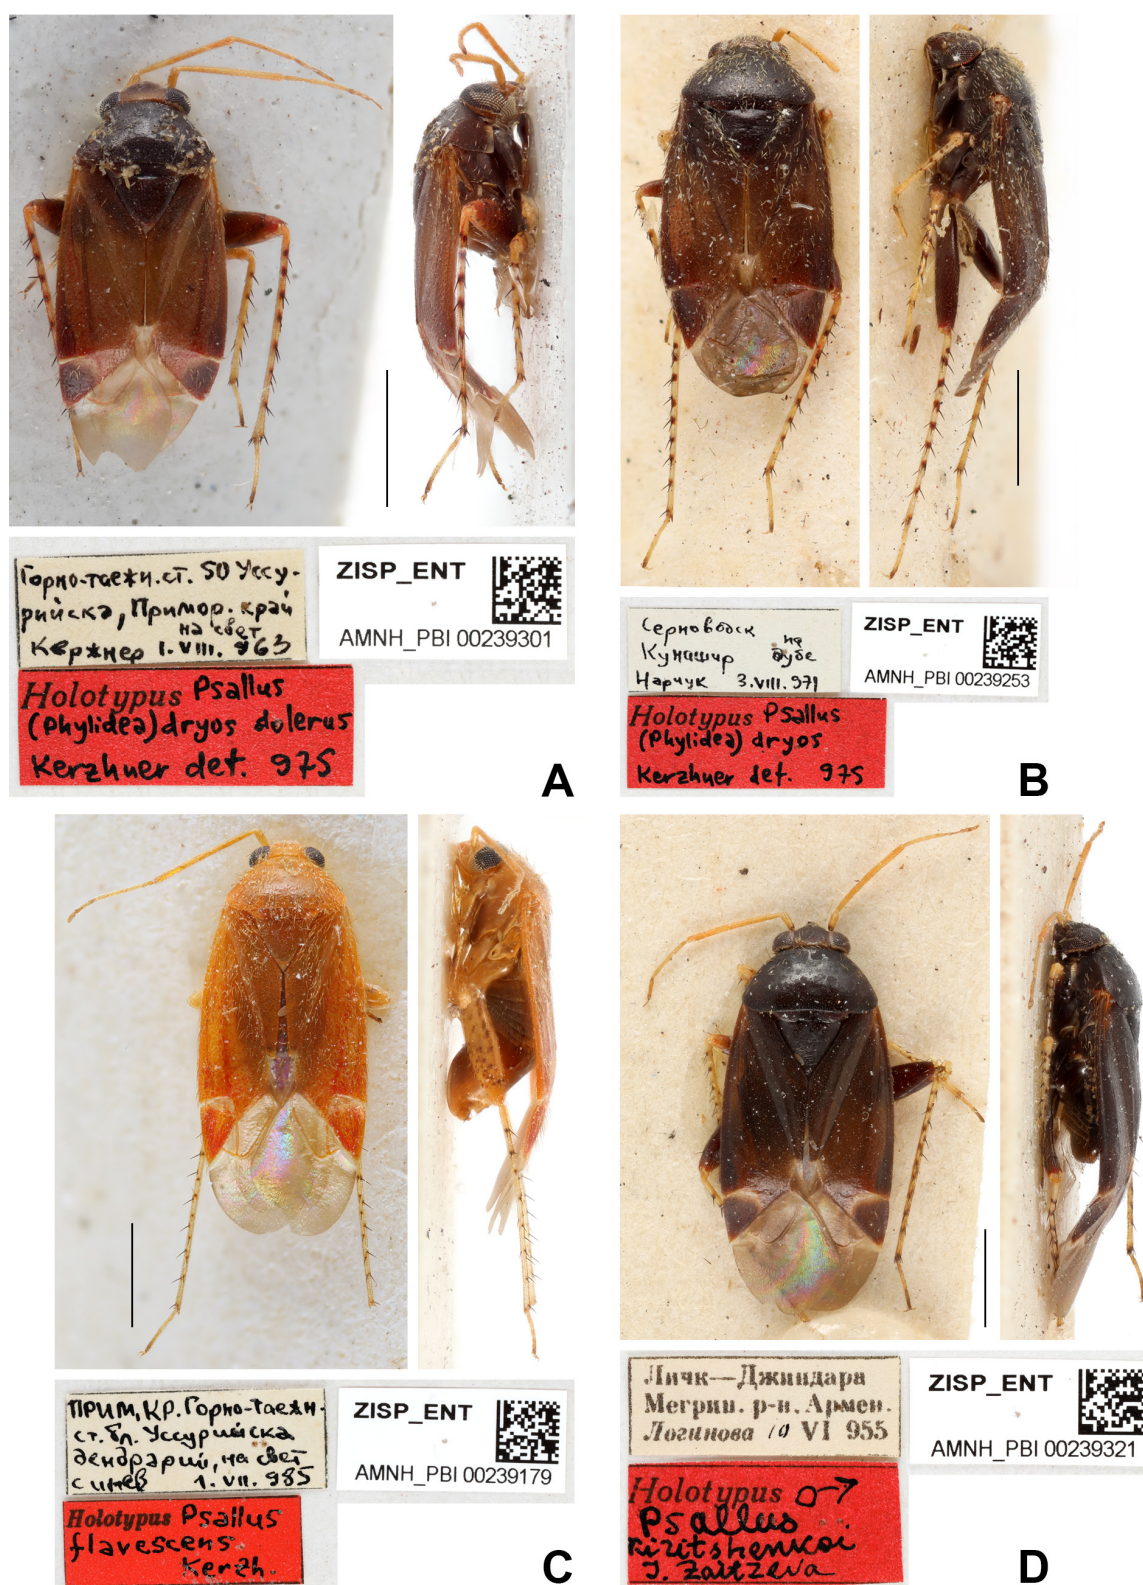 Горно-таежн. ст. SO Уссу-
рийска, Примор. край
на свет
Кержнер 1.VIII. 963
ZISP_ENT
AMNH_PBI 00239301
Holotypus Psallus
(Phylidea) dryos dolerus
Kerzhner det. 975
A
Серноводск
Кунашир на дубе
Нарчук 3.VIII.971
ZISP_ENT
AMNH_PBI 00239253
Holotypus Psallus
(Phylidea) dryos
Kerzhner det. 975
B
ПРИМ. КР. Горно-таежн.
ст. бл. Уссурийска
дендрарий, на свет
1.VII. 985
ZISP_ENT
AMNH_PBI 00239179
Holotypus Psallus
flavescens
Kerzh.
C
Личк—Джиндара
Мегрин. р-н. Армен.
Логинова 10 VI 955
ZISP_ENT
AMNH_PBI 00239321
Holotypus ♂
Psallus
kiritshenkoi
J. Zaitzeva
D